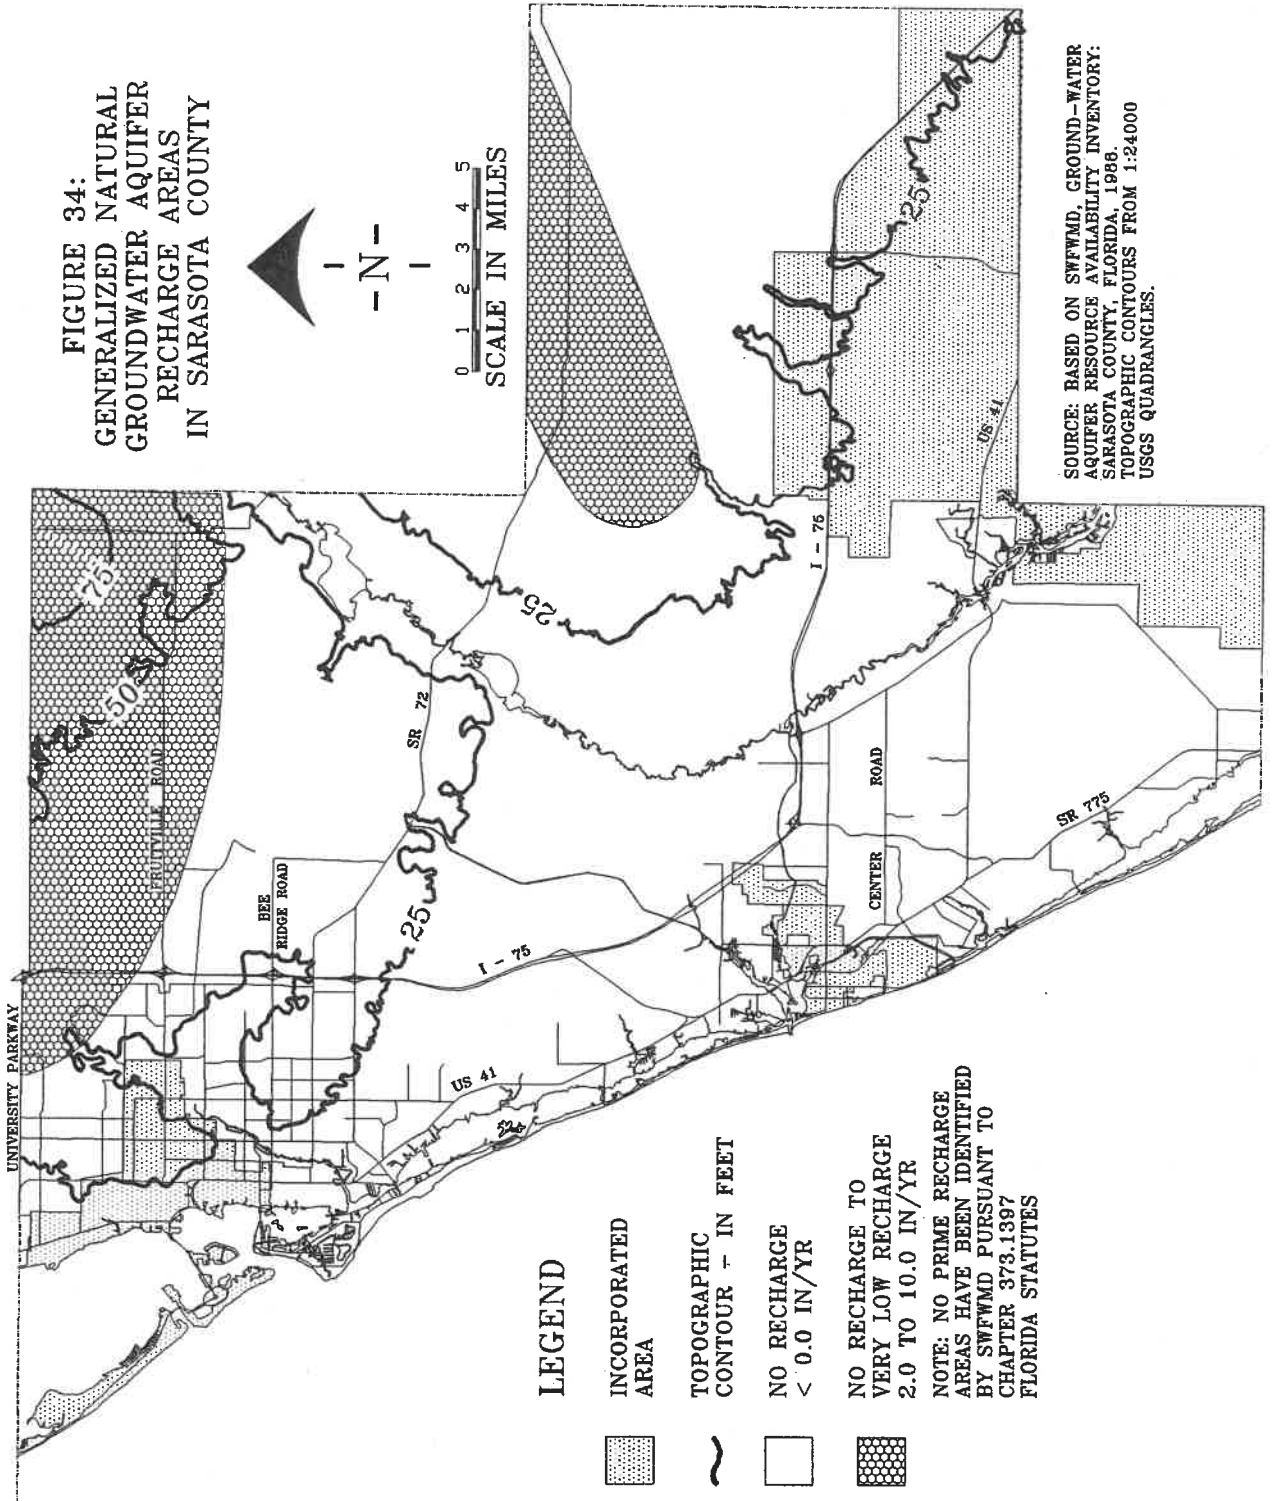 FIGURE 34:
GENERALIZED NATURAL
GROUNDWATER AQUIFER
RECHARGE AREAS
IN SARASOTA COUNTY
-N-
0 1 2 3 4 5
SCALE IN MILES
UNIVERSITY PARKWAY
FRUITVILLE ROAD
BEE
RIDGE ROAD
75
50
25
25
25
SR 72
I - 75
I - 75
US 41
US 41
CENTER ROAD
SR 775
LEGEND
INCORPORATED
AREA
TOPOGRAPHIC
CONTOUR - IN FEET
NO RECHARGE
< 0.0 IN/YR
NO RECHARGE TO
VERY LOW RECHARGE
2.0 TO 10.0 IN/YR
NOTE: NO PRIME RECHARGE
AREAS HAVE BEEN IDENTIFIED
BY SWFWMD PURSUANT TO
CHAPTER 373.1397
FLORIDA STATUTES
SOURCE: BASED ON SWFWMD, GROUND-WATER
AQUIFER RESOURCE AVAILABILITY INVENTORY:
SARASOTA COUNTY, FLORIDA, 1988.
TOPOGRAPHIC CONTOURS FROM 1:24000
USGS QUADRANGLES.